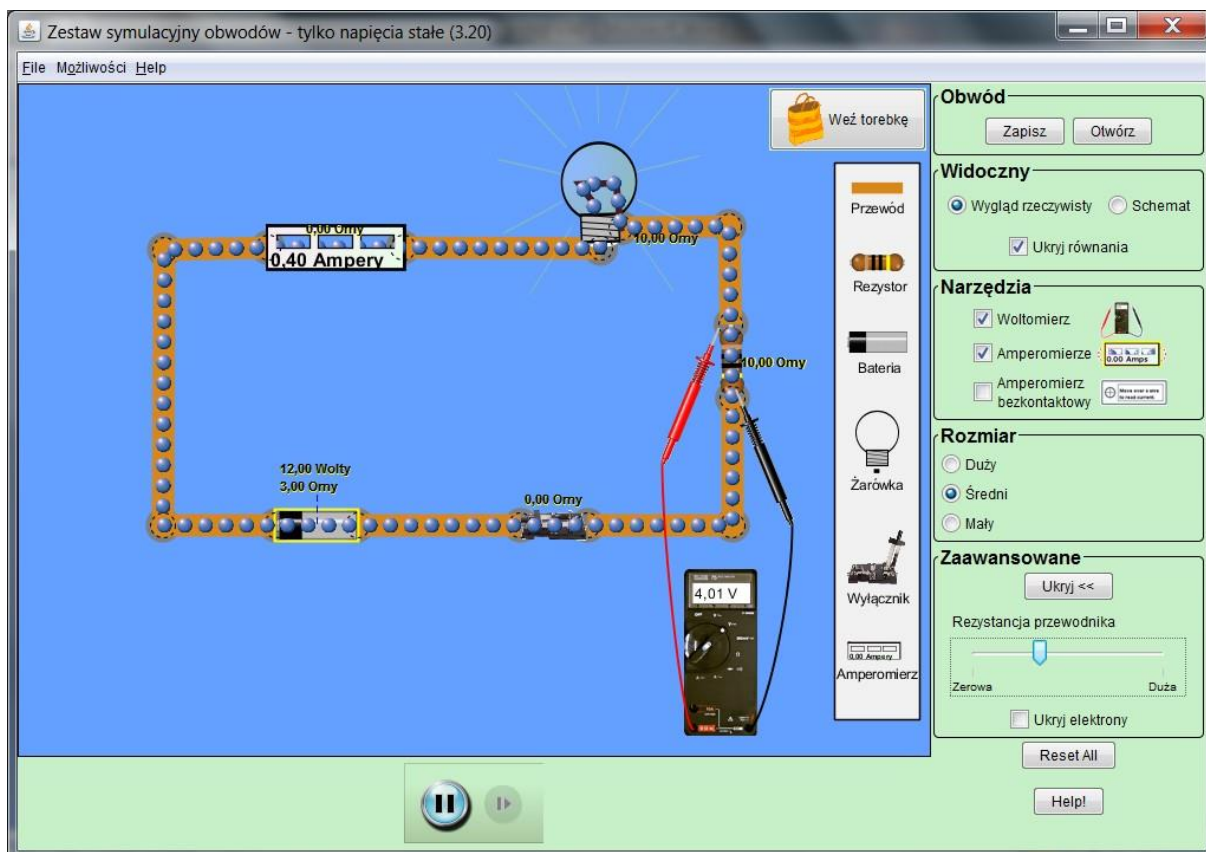 Zestaw symulacyjny obwodów - tylko napięcia stałe (3.20)
File Możliwości Help
Weź torebkę
0,00 Omy
0,40 Ampery
10,00 Omy
10,00 Omy
12,00 Wolty
3,00 Omy
0,00 Omy
4,01 V
Przewód
Rezystor
Bateria
Żarówka
Wyłącznik
0,00 Ampery
Amperomierz
Obwód
Zapisz Otwórz
Widoczny
Wygląd rzeczywisty Schemat
Ukryj równania
Narzędzia
Woltomierz
Amperomierze
0.00 Amps
Amperomierz
bezkontaktowy
Rozmiar
Duży
Średni
Mały
Zaawansowane
Ukryj <<
Rezystancja przewodnika
Zerowa Duża
Ukryj elektrony
Reset All
Help!